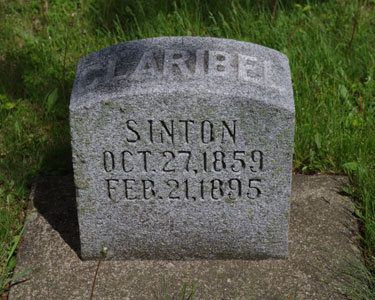 CLARIBEL
SINTON
OCT. 27, 1859
FEB. 21, 1895